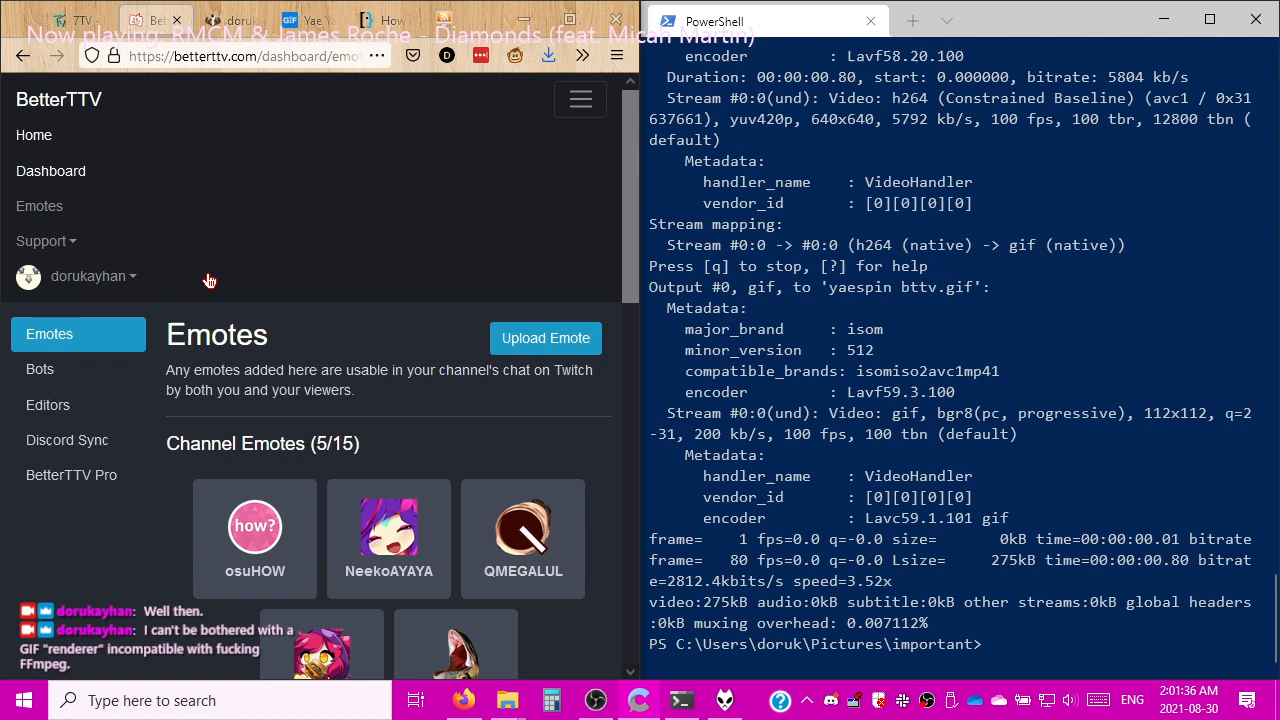 7TV
Bet
.doru
GIF
Yae Y
How
Now playing: RMCM & James Roche - Diamonds (feat. Micah Martin)
https://betterttv.com/dashboard/emot
BetterTTV
Home
Dashboard
Emotes
Support
dorukayhan
Emotes
Bots
Editors
Discord Sync
BetterTTV Pro
Emotes
Upload Emote
Any emotes added here are usable in your channel's chat on Twitch
by both you and your viewers.
Channel Emotes (5/15)
how?
osuHOW
NeekoAYAYA
QMEGALUL
dorukayhan: Well then.
dorukayhan: I can't be bothered with a
GIF "renderer" incompatible with fucking
FFmpeg.
PowerShell
encoder : Lavf58.20.100
Duration: 00:00:00.80, start: 0.000000, bitrate: 5804 kb/s
Stream #0:0(und): Video: h264 (Constrained Baseline) (avc1 / 0x31
637661), yuv420p, 640x640, 5792 kb/s, 100 fps, 100 tbr, 12800 tbn (
default)
Metadata:
handler_name : VideoHandler
vendor_id : [0][0][0][0]
Stream mapping:
Stream #0:0 -> #0:0 (h264 (native) -> gif (native))
Press [q] to stop, [?] for help
Output #0, gif, to 'yaespin bttv.gif':
Metadata:
major_brand : isom
minor_version : 512
compatible_brands: isomiso2avc1mp41
encoder : Lavf59.3.100
Stream #0:0(und): Video: gif, bgr8(pc, progressive), 112x112, q=2
-31, 200 kb/s, 100 fps, 100 tbn (default)
Metadata:
handler_name : VideoHandler
vendor_id : [0][0][0][0]
encoder : Lavc59.1.101 gif
frame= 1 fps=0.0 q=-0.0 size= 0kB time=00:00:00.01 bitrate
frame= 80 fps=0.0 q=-0.0 Lsize= 275kB time=00:00:00.80 bitrat
e=2812.4kbits/s speed=3.52x
video:275kB audio:0kB subtitle:0kB other streams:0kB global headers
:0kB muxing overhead: 0.007112%
PS C:\Users\doruk\Pictures\important>
Type here to search
ENG
2:01:36 AM
2021-08-30